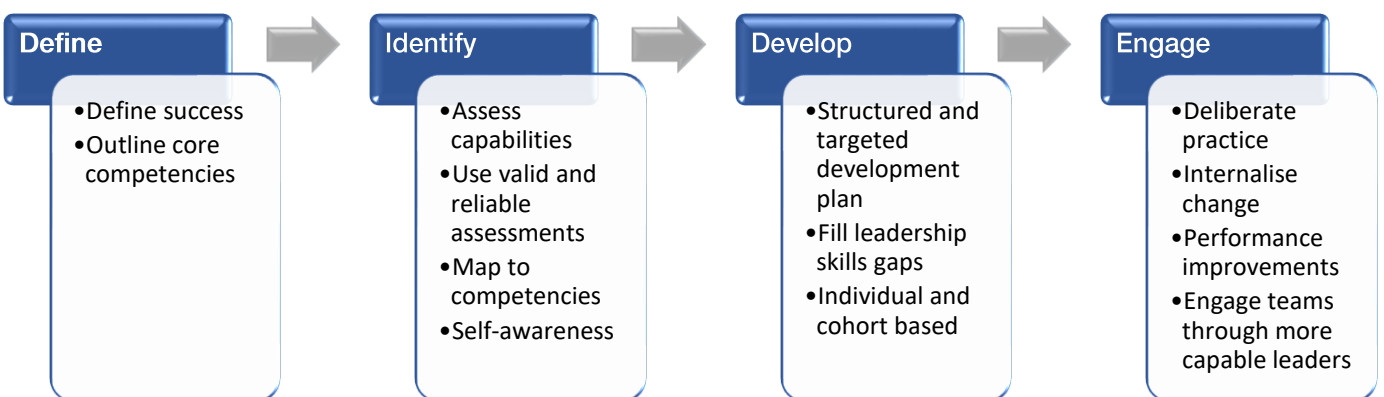 Define
•Define success
•Outline core
competencies
Identify
•Assess
capabilities
•Use valid and
reliable
assessments
•Map to
competencies
•Self-awareness
Develop
•Structured and
targeted
development
plan
•Fill leadership
skills gaps
•Individual and
cohort based
Engage
•Deliberate
practice
•Internalise
change
•Performance
improvements
•Engage teams
through more
capable leaders